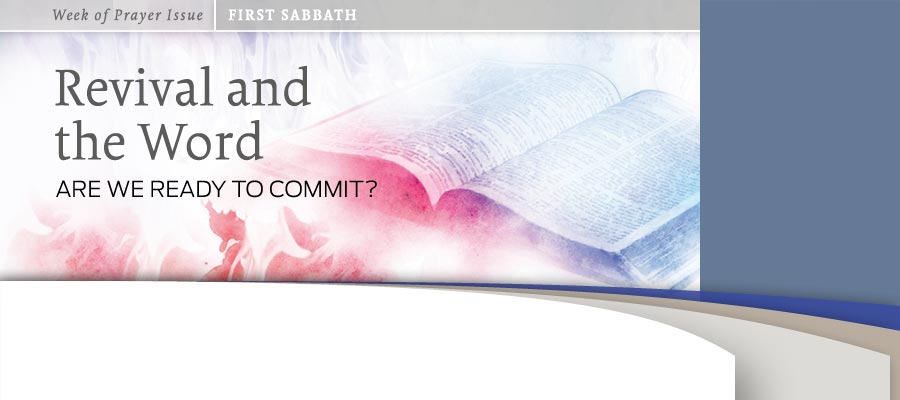 Week of Prayer Issue FIRST SABBATH
Revival and
the Word
ARE WE READY TO COMMIT?